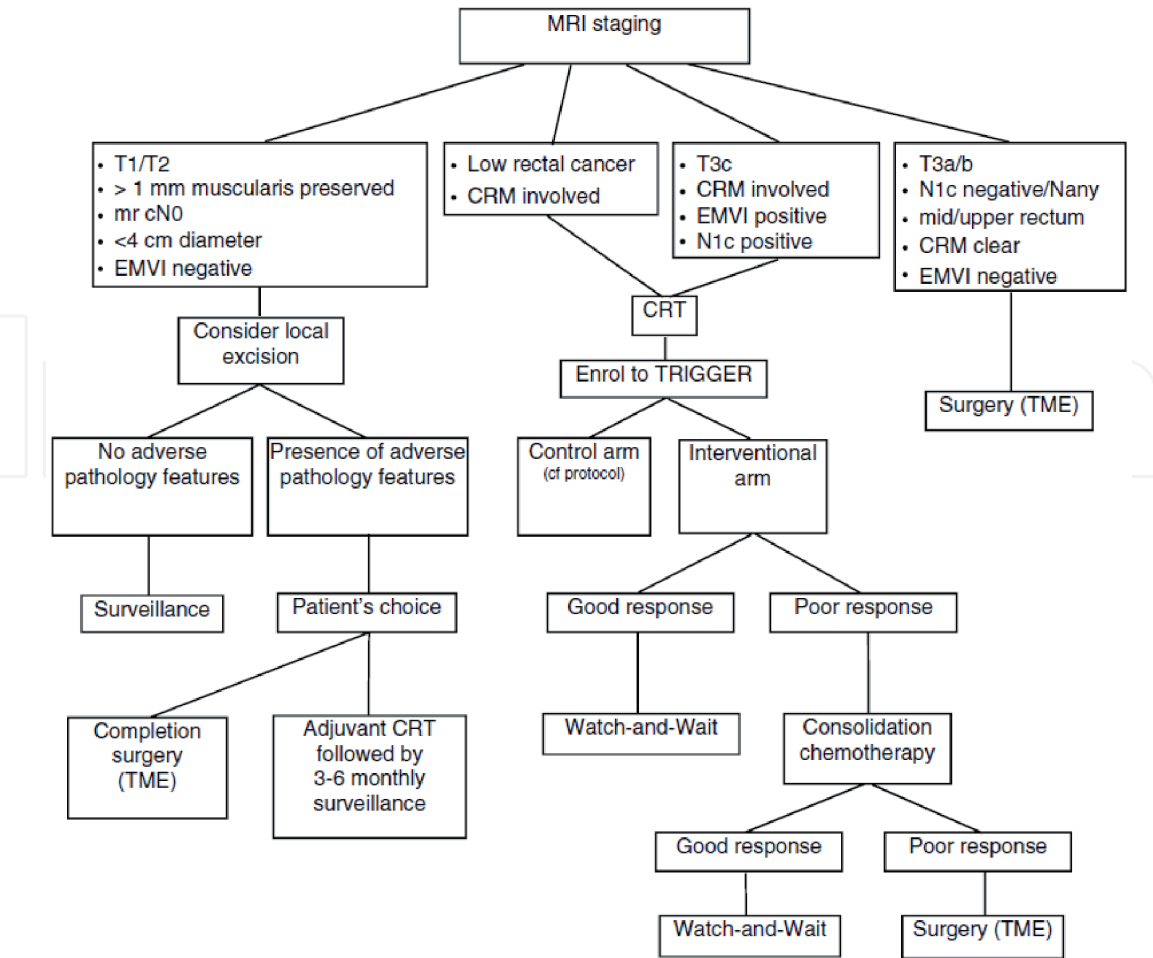 MRI staging
• T1/T2
• > 1 mm muscularis preserved
• mr cN0
• <4 cm diameter
• EMVI negative
• Low rectal cancer
• CRM involved
• T3c
• CRM involved
• EMVI positive
• N1c positive
• T3a/b
• N1c negative/Nany
• mid/upper rectum
• CRM clear
• EMVI negative
Consider local
excision
CRT
Enrol to TRIGGER
Surgery (TME)
No adverse
pathology features
Presence of adverse
pathology features
Control arm
(cf protocol)
Interventional
arm
Surveillance
Patient's choice
Good response
Poor response
Completion
surgery
(TME)
Adjuvant CRT
followed by
3-6 monthly
surveillance
Watch-and-Wait
Consolidation
chemotherapy
Good response
Poor response
Watch-and-Wait
Surgery (TME)